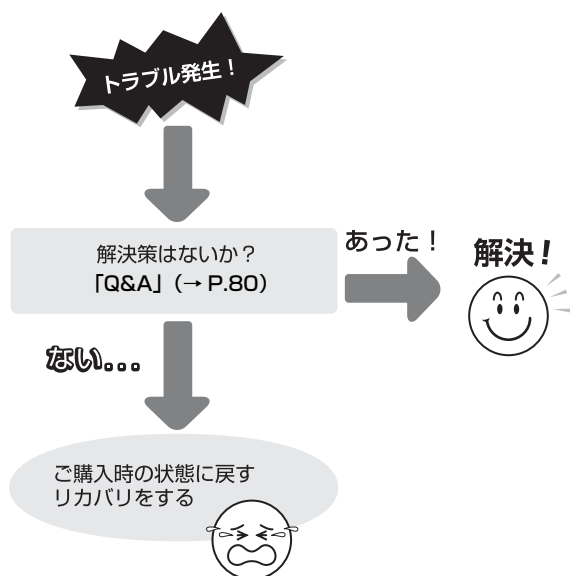 トラブル発生！
解決策はないか？
「Q&A」（→ P.80）
あった！
解決！
ない...
ご購入時の状態に戻す
リカバリをする